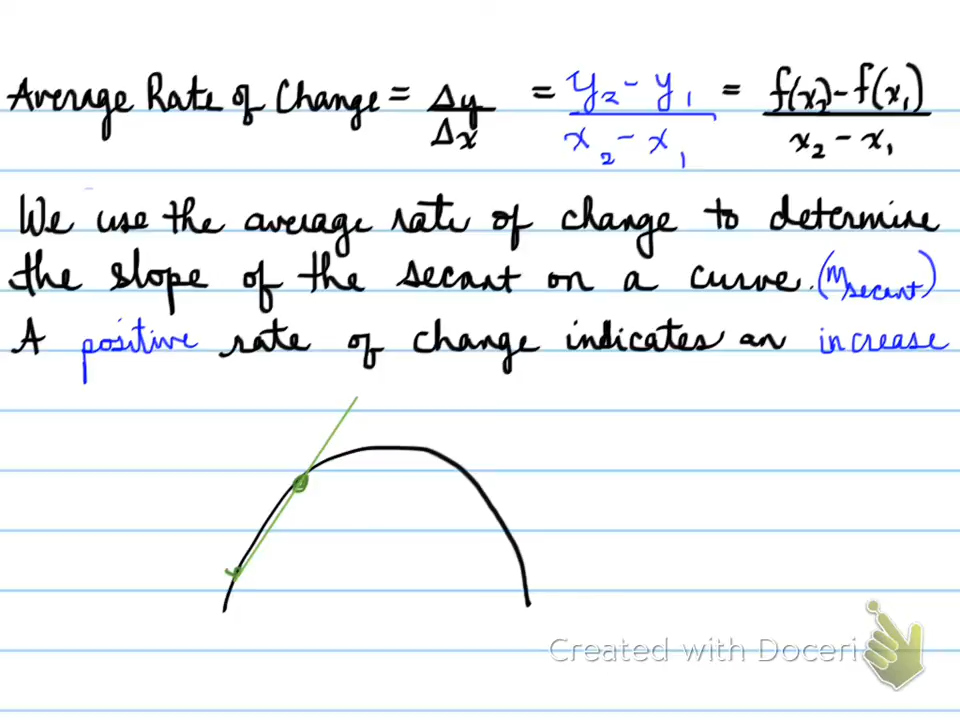 Average Rate of Change = Δy/Δx = y₂ - y₁/x₂ - x₁ = f(x₂) - f(x₁)/x₂ - x₁
We use the average rate of change to determine
the slope of the secant on a curve. (m secant)
A positive rate of change indicates an increase
Created with Doceri